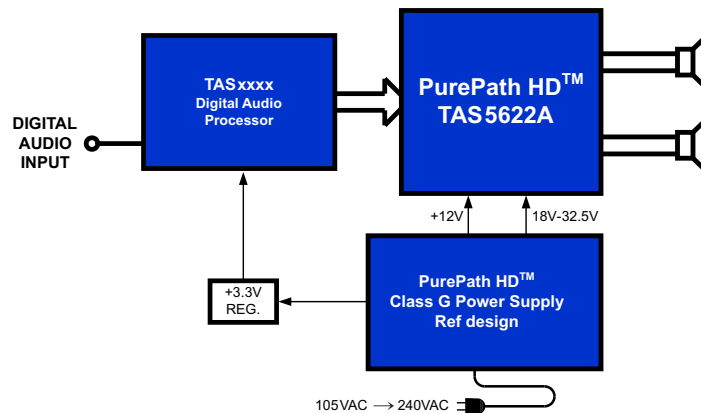 TASxxxx
Digital Audio
Processor
PurePath HD™
TAS5622A
DIGITAL
AUDIO
INPUT
+12V
18V-32.5V
+3.3V
REG.
PurePath HD™
Class G Power Supply
Ref design
105VAC → 240VAC